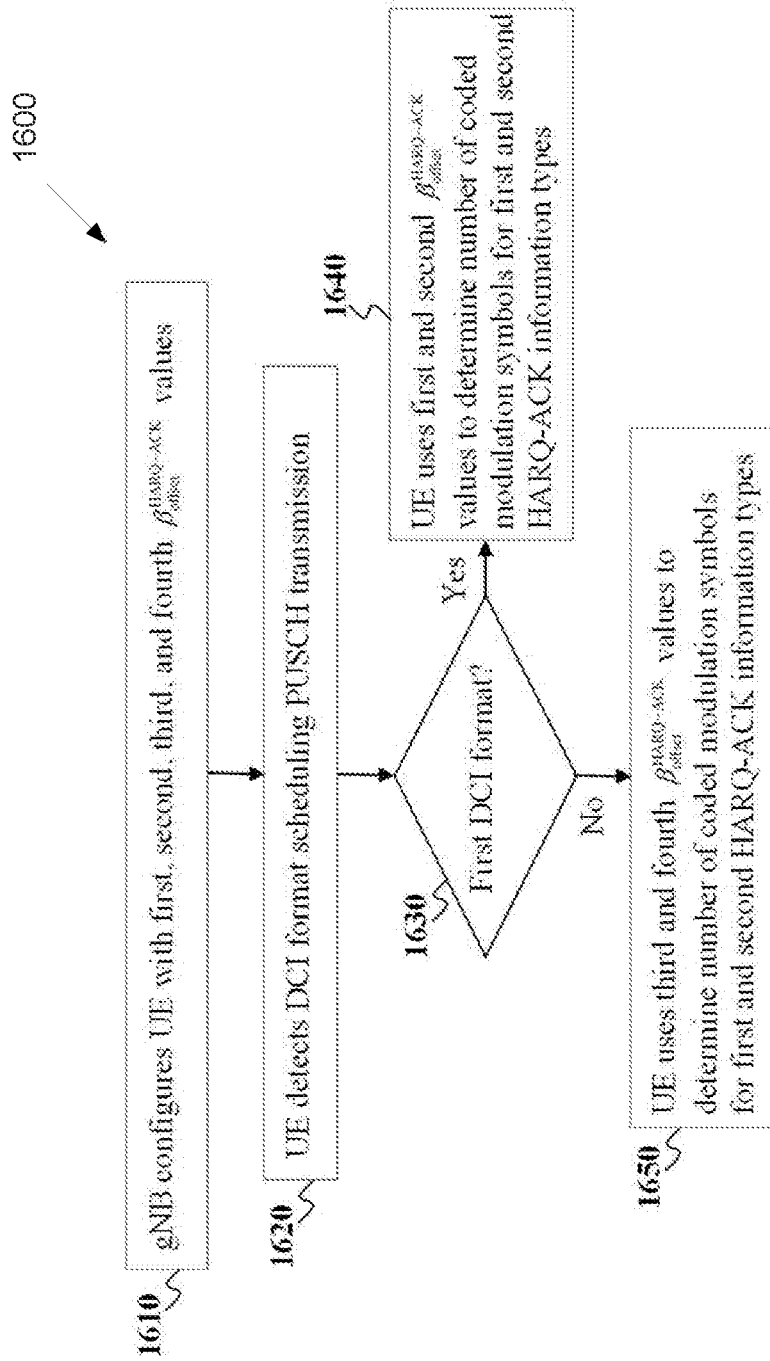 1600
1610
gNB configures UE with first, second, third, and fourth β_offset^HARQ-ACK values
1620
UE detects DCI format scheduling PUSCH transmission
1630
First DCI format?
Yes
No
1640
UE uses first and second β_offset^HARQ-ACK
values to determine number of coded
modulation symbols for first and second
HARQ-ACK information types
1650
UE uses third and fourth β_offset^HARQ-ACK values to
determine number of coded modulation symbols
for first and second HARQ-ACK information types